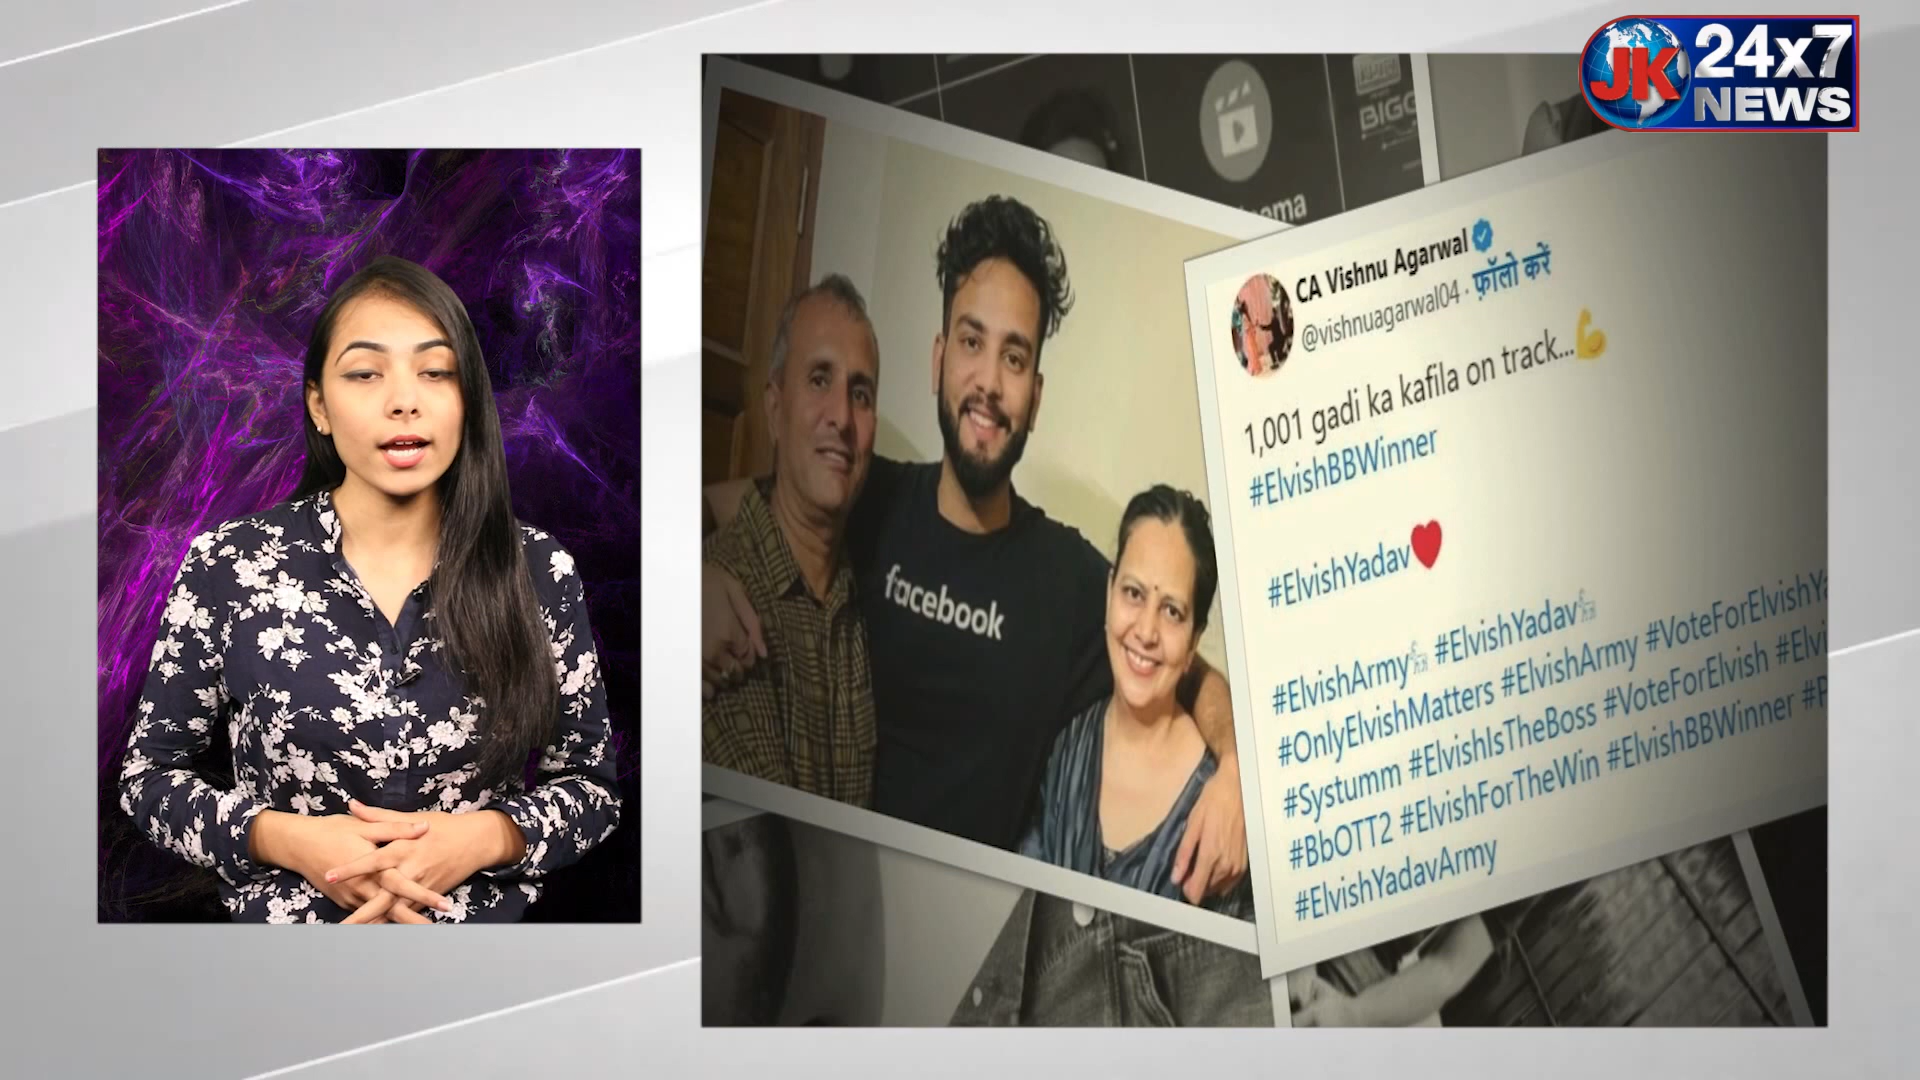 JK 24x7
NEWS
BIGG
facebook
CA Vishnu Agarwal
@vishnuagarwal04 · फ़ॉलो करें
1,001 gadi ka kafila on track...💪
#ElvishBBWinner
#ElvishYadav❤️
#ElvishArmy #ElvishYadav
#OnlyElvishMatters #ElvishArmy #VoteForElvishYa
#Systumm #ElvishIsTheBoss #VoteForElvish #Elvi
#BbOTT2 #ElvishForTheWin #ElvishBBWinner #P
#ElvishYadavArmy